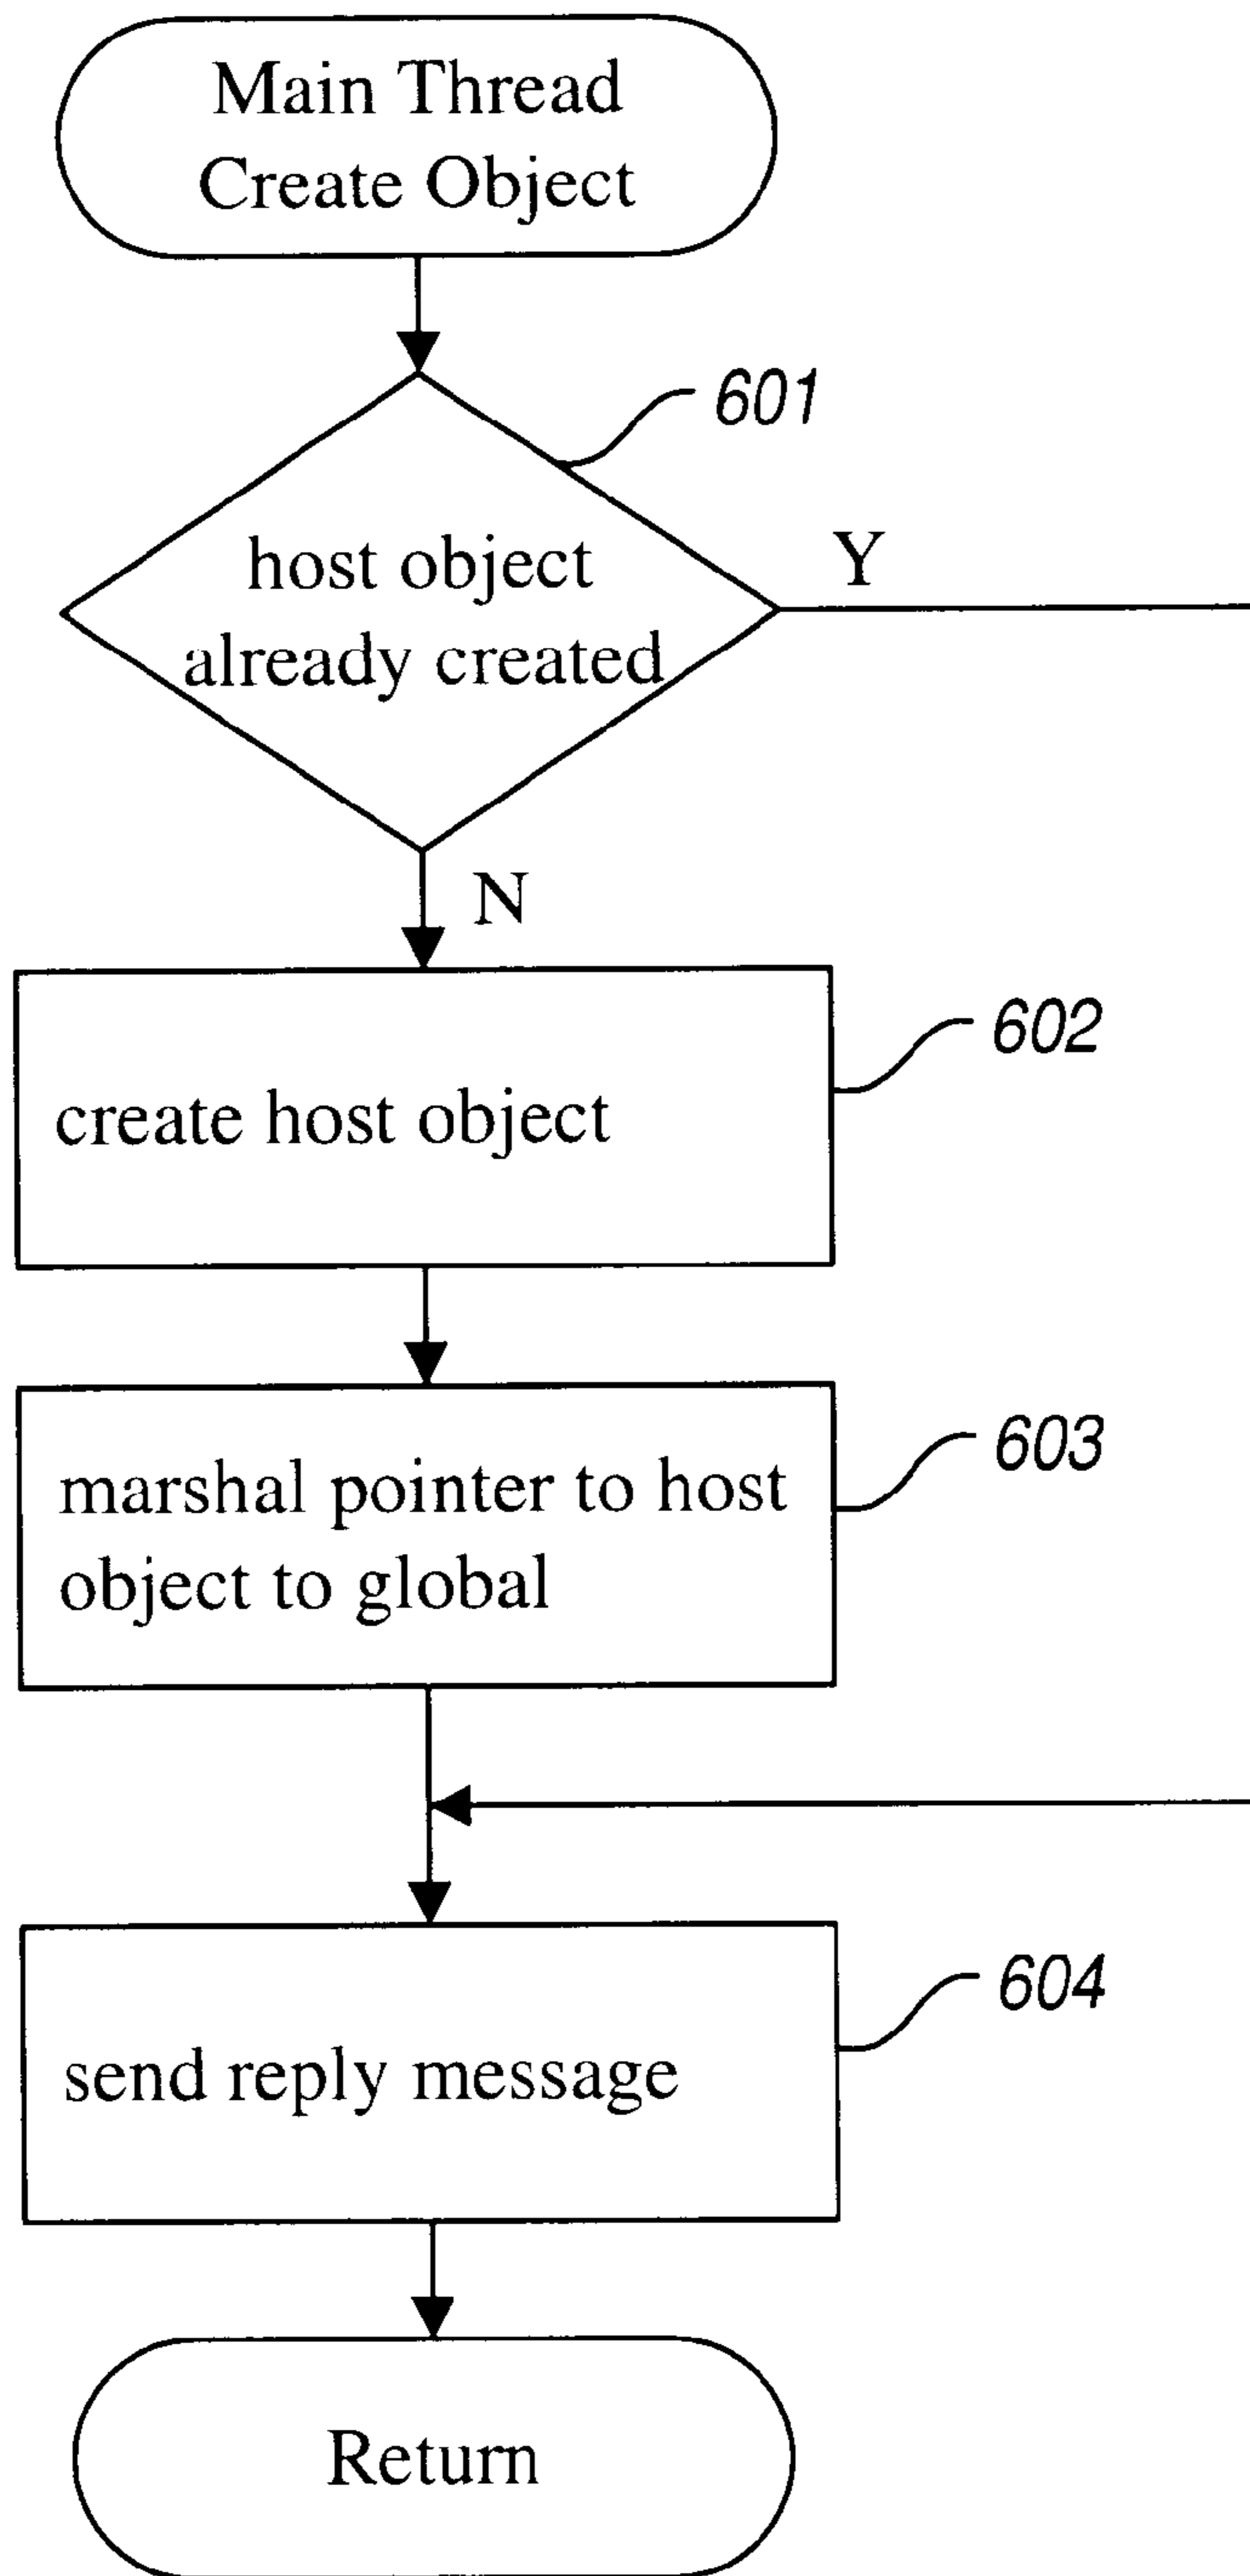 Main Thread
Create Object
601
host object
already created
Y
N
602
create host object
603
marshal pointer to host
object to global
604
send reply message
Return